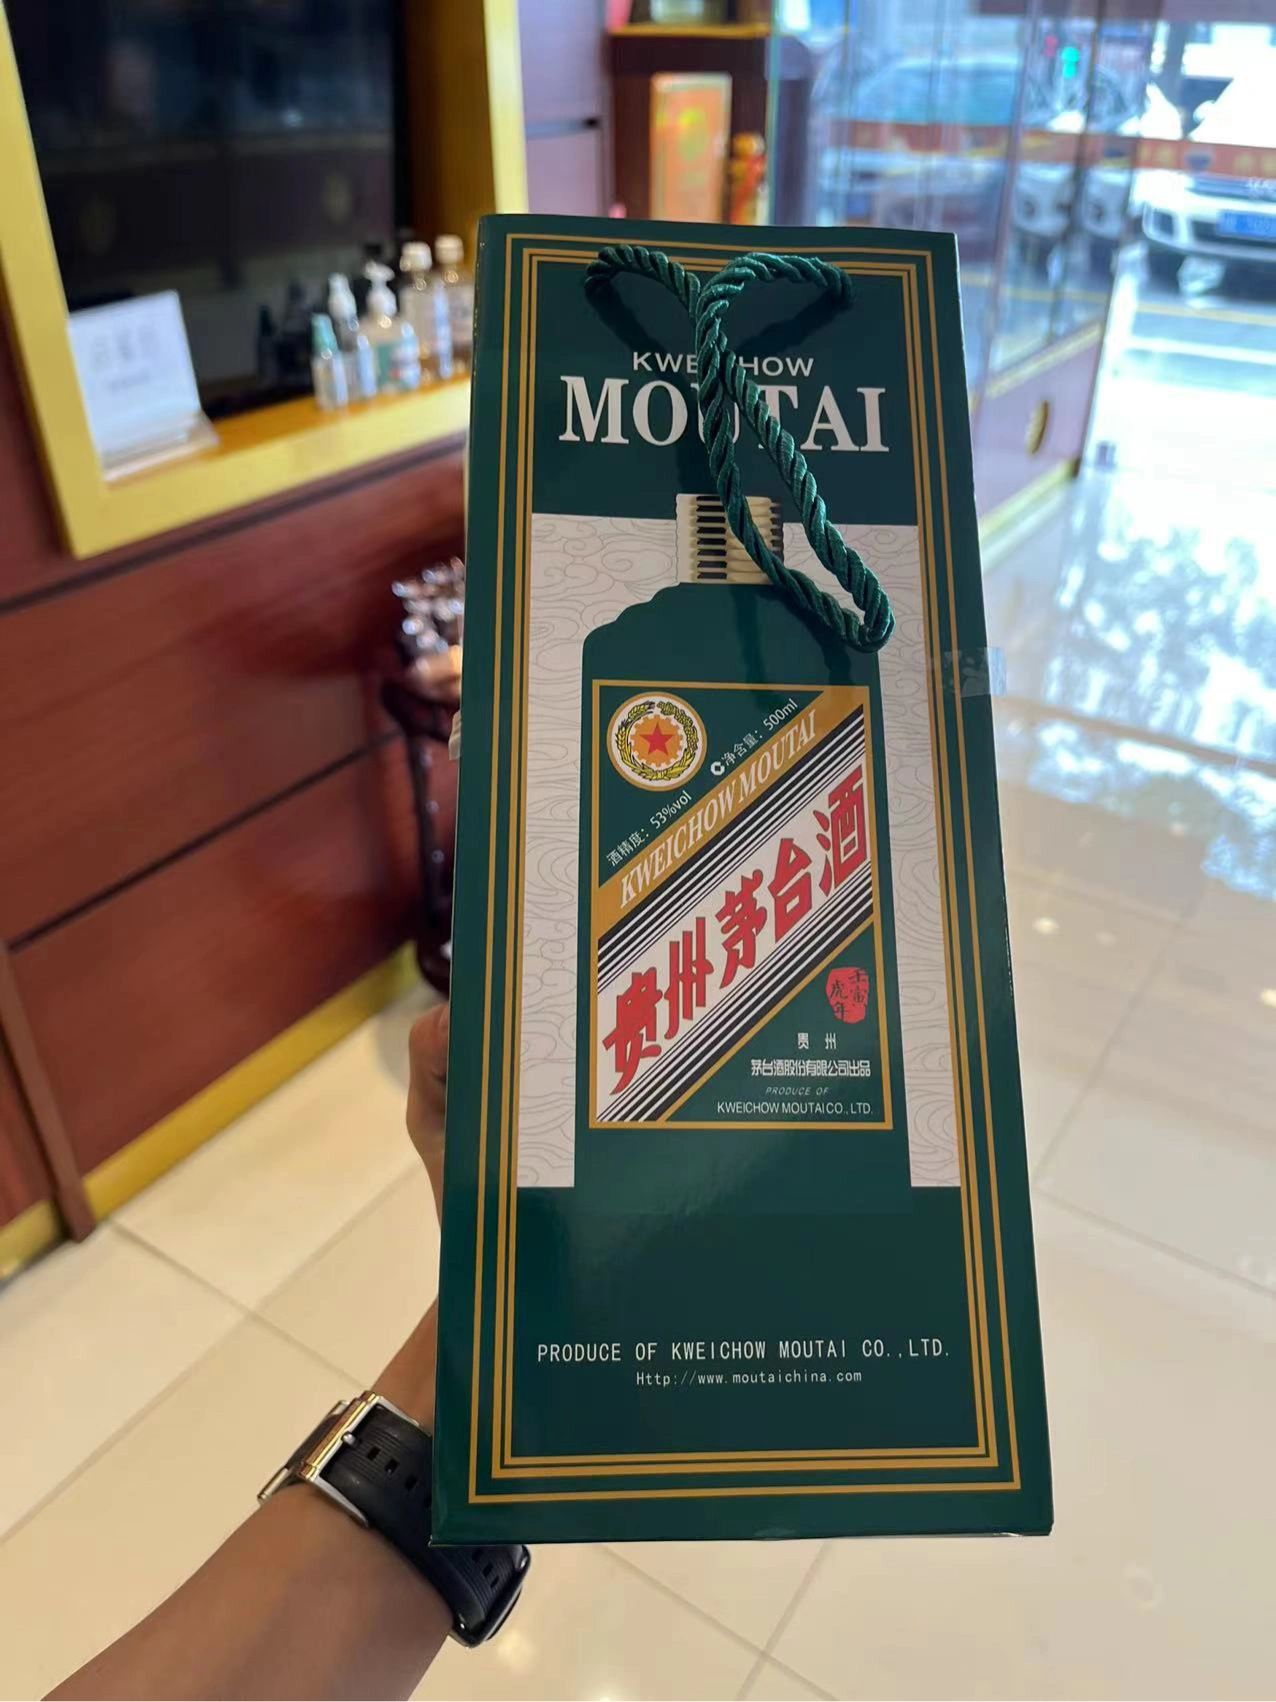 KWEICHOW
MOUTAI
酒精度：53%vol
净含量：500ml
KWEICHOW MOUTAI
贵州茅台酒
壬寅
虎年
贵州
茅台酒股份有限公司出品
PRODUCE OF
KWEICHOW MOUTAI CO., LTD.
PRODUCE OF KWEICHOW MOUTAI CO.,LTD.
Http://www.moutaichina.com